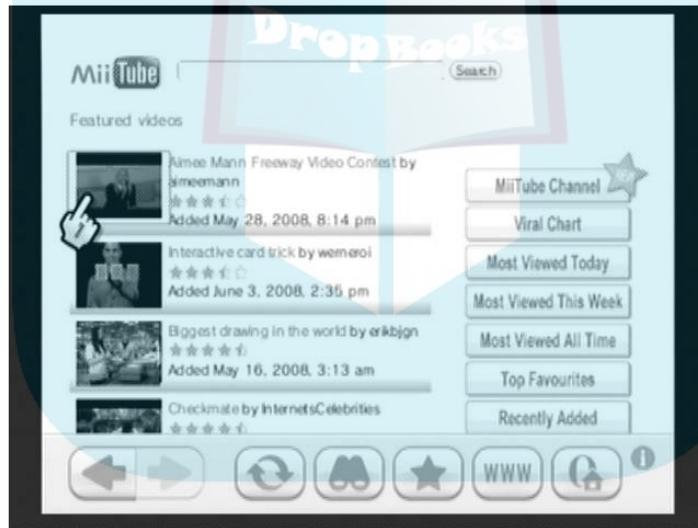 DropBooks
MiiTube
Search
Featured videos
Aimee Mann Freeway Video Contest by
aimeemann
Added May 28, 2008, 8:14 pm
Interactive card trick by werneroi
Added June 3, 2008, 2:35 pm
Biggest drawing in the world by erikbjgn
Added May 16, 2008, 3:13 am
Checkmate by InternetsCelebrities
MiiTube Channel
Viral Chart
Most Viewed Today
Most Viewed This Week
Most Viewed All Time
Top Favourites
Recently Added
WWW
i